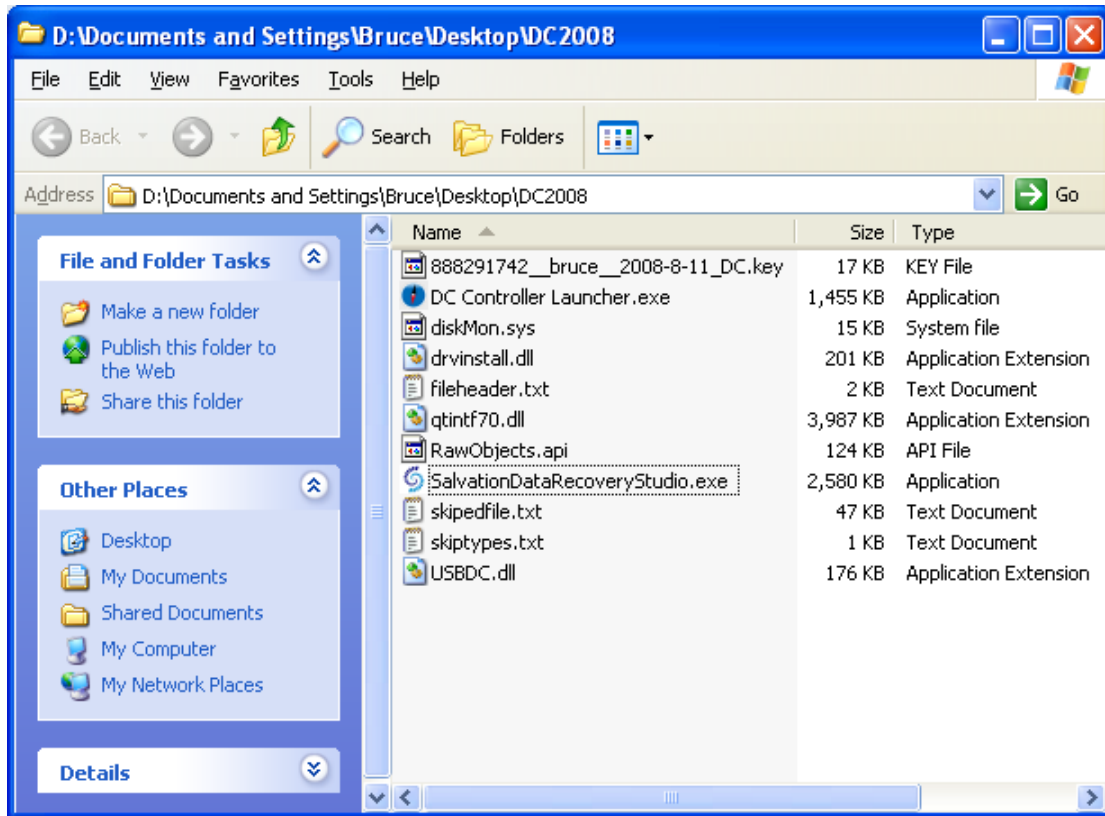 D:\Documents and Settings\Bruce\Desktop\DC2008
File Edit View Favorites Tools Help
Back Search Folders
Address D:\Documents and Settings\Bruce\Desktop\DC2008 Go
File and Folder Tasks
Make a new folder
Publish this folder to
the Web
Share this folder
Other Places
Desktop
My Documents
Shared Documents
My Computer
My Network Places
Details
Name Size Type
888291742__bruce__2008-8-11_DC.key 17 KB KEY File
DC Controller Launcher.exe 1,455 KB Application
diskMon.sys 15 KB System file
drvinstall.dll 201 KB Application Extension
fileheader.txt 2 KB Text Document
qtintf70.dll 3,987 KB Application Extension
RawObjects.api 124 KB API File
SalvationDataRecoveryStudio.exe 2,580 KB Application
skipedfile.txt 47 KB Text Document
skiptypes.txt 1 KB Text Document
USBDC.dll 176 KB Application Extension